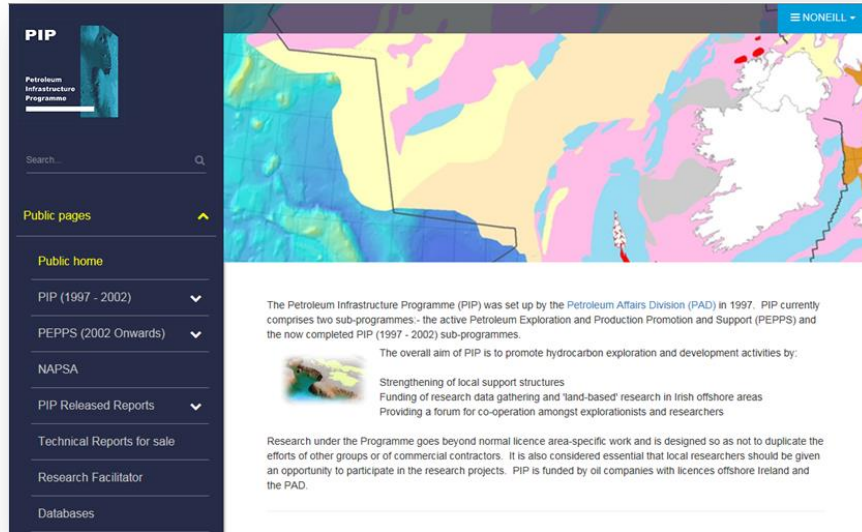 PIP
Petroleum
Infrastructure
Programme
Search...
Public pages
Public home
PIP (1997 - 2002)
PEPPS (2002 Onwards)
NAPSA
PIP Released Reports
Technical Reports for sale
Research Facilitator
Databases
NONEILL
The Petroleum Infrastructure Programme (PIP) was set up by the Petroleum Affairs Division (PAD) in 1997. PIP currently
comprises two sub-programmes:- the active Petroleum Exploration and Production Promotion and Support (PEPPS) and
the now completed PIP (1997 - 2002) sub-programmes.
The overall aim of PIP is to promote hydrocarbon exploration and development activities by:
Strengthening of local support structures
Funding of research data gathering and 'land-based' research in Irish offshore areas
Providing a forum for co-operation amongst explorationists and researchers
Research under the Programme goes beyond normal licence area-specific work and is designed so as not to duplicate the
efforts of other groups or of commercial contractors. It is also considered essential that local researchers should be given
an opportunity to participate in the research projects. PIP is funded by oil companies with licences offshore Ireland and
the PAD.